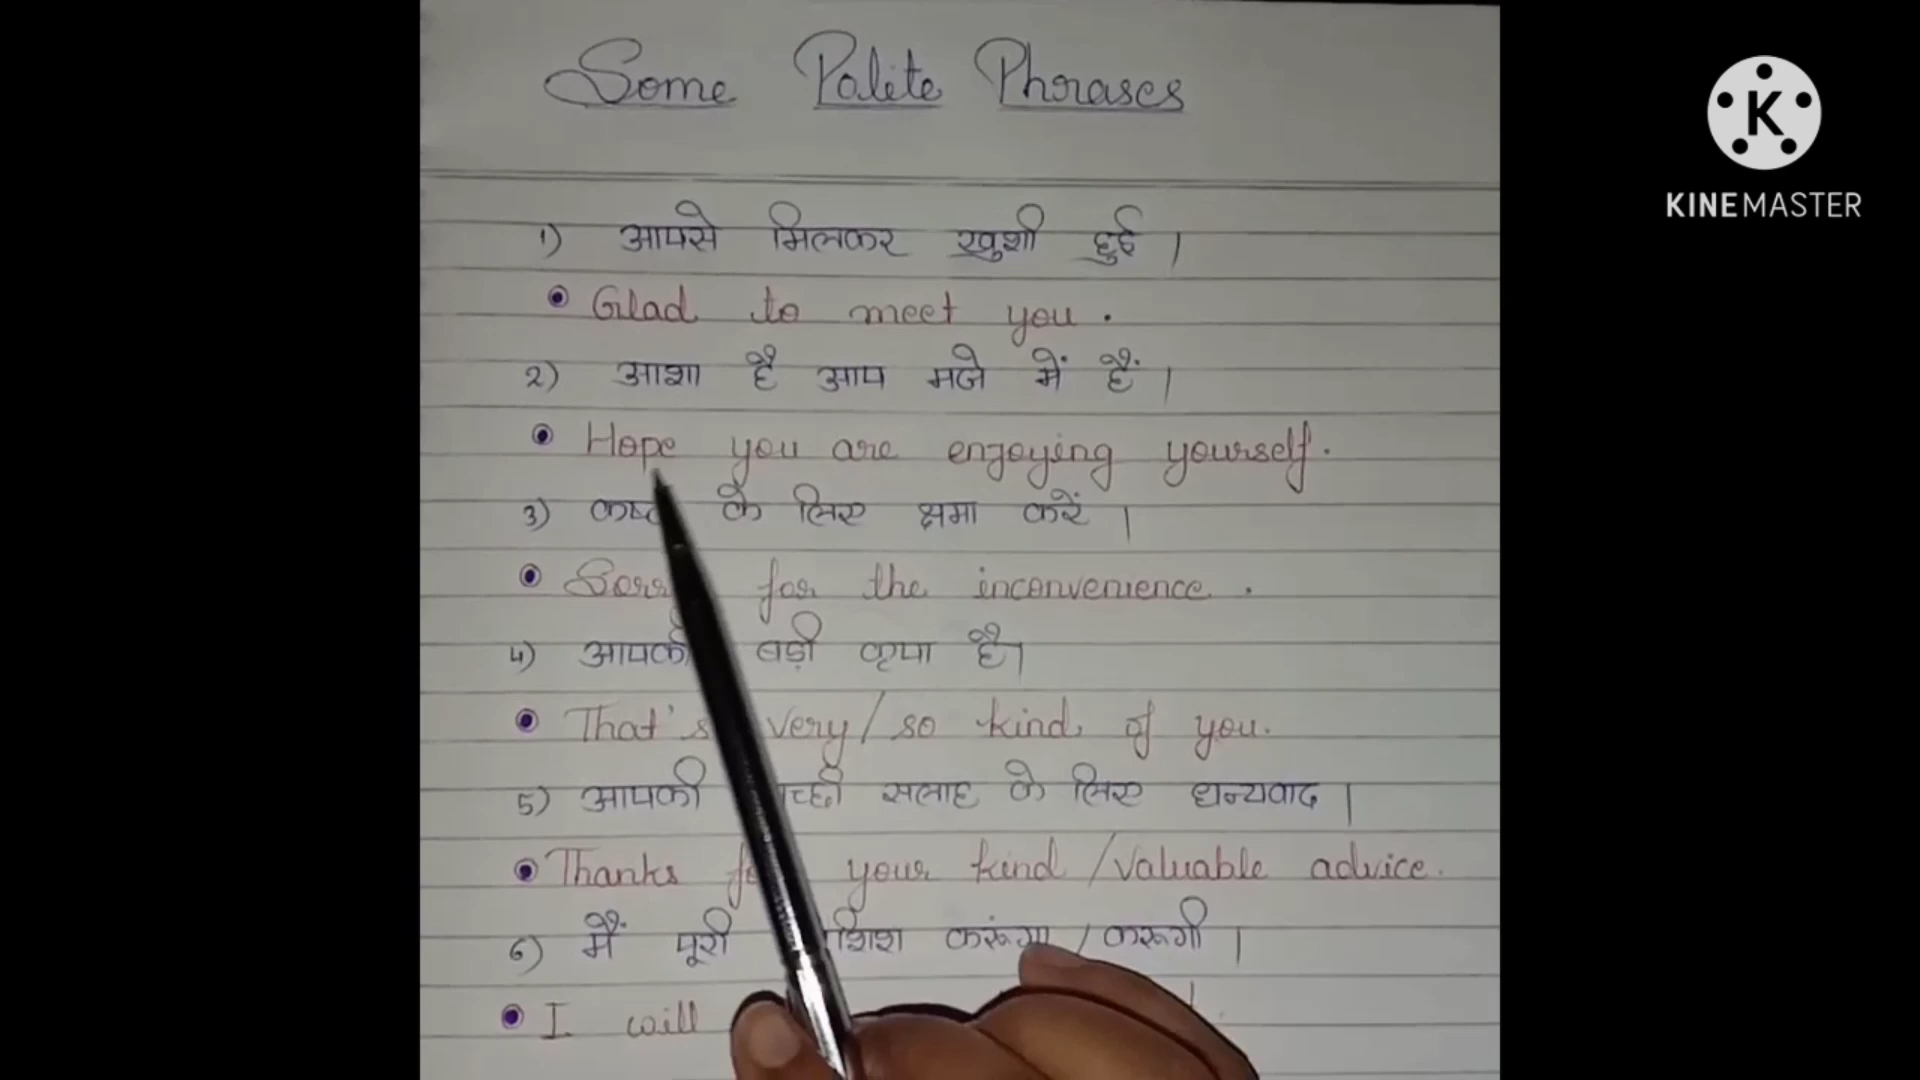 Some Polite Phrases
1) आपसे मिलकर खुशी हुई ।
Glad to meet you.
2) आशा है आप मजे में हैं ।
Hope you are enjoying yourself.
3) के लिए क्षमा करें ।
for the inconvenience.
4) बड़ी कृपा है।
That's very/so kind of you.
5) आपकी सलाह के लिए धन्यवाद ।
Thanks your kind /valuable advice.
6) मैं पूरी करूंगा / करूगी ।
I will
K
KINEMASTER